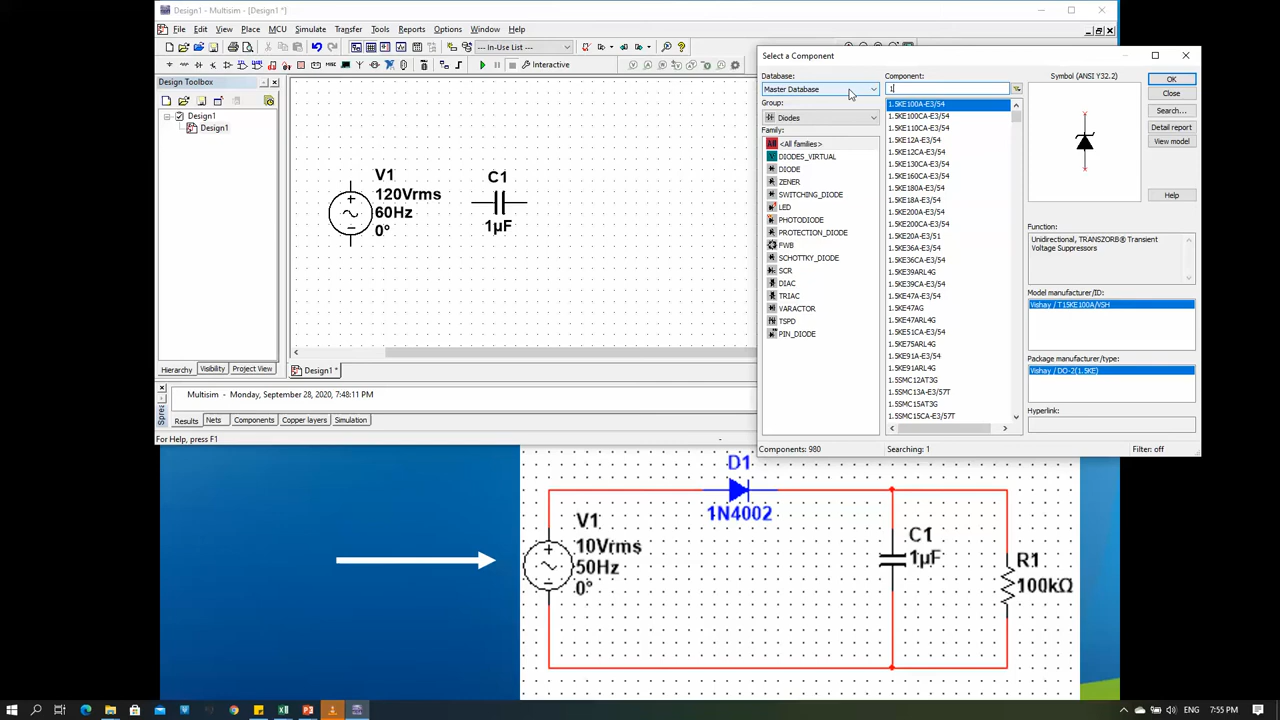 Design1 - Multisim - [Design1 *]
File Edit View Place MCU Simulate Transfer Tools Reports Options Window Help
--- In-Use List ---
Interactive
Design Toolbox
Design1
Design1
V1
120Vrms
60Hz
0°
C1
1µF
Hierarchy Visibility Project View
Design1 *
Multisim - Monday, September 28, 2020, 7:48:11 PM
Results Nets Components Copper layers Simulation
For Help, press F1
Select a Component
Database:
Master Database
Group:
Diodes
Family:
All <All families>
DIODES_VIRTUAL
DIODE
ZENER
SWITCHING_DIODE
LED
PHOTODIODE
PROTECTION_DIODE
FWB
SCHOTTKY_DIODE
SCR
DIAC
TRIAC
VARACTOR
TSPD
PIN_DIODE
Component:
1
1.5KE100A-E3/54
1.5KE100CA-E3/54
1.5KE110CA-E3/54
1.5KE12A-E3/54
1.5KE12CA-E3/54
1.5KE130CA-E3/54
1.5KE160CA-E3/54
1.5KE180A-E3/54
1.5KE18A-E3/54
1.5KE200A-E3/54
1.5KE200CA-E3/54
1.5KE20A-E3/51
1.5KE36A-E3/54
1.5KE36CA-E3/54
1.5KE39ARL4G
1.5KE39CA-E3/54
1.5KE47A-E3/54
1.5KE47AG
1.5KE47ARL4G
1.5KE51CA-E3/54
1.5KE75ARL4G
1.5KE91A-E3/54
1.5KE91ARL4G
1.5SMC12AT3G
1.5SMC13A-E3/57T
1.5SMC15AT3G
1.5SMC15CA-E3/57T
Symbol (ANSI Y32.2)
OK
Close
Search...
Detail report
View model
Help
Function:
Unidirectional, TRANSZORB® Transient
Voltage Suppressors
Model manufacturer/ID:
Vishay / T15KE100A/VSH
Package manufacturer/type:
Vishay / DO-2(1.5KE)
Hyperlink:
Components: 980 Searching: 1 Filter: off
D1
1N4002
V1
10Vrms
50Hz
0°
C1
1µF
R1
100kΩ
7:55 PM